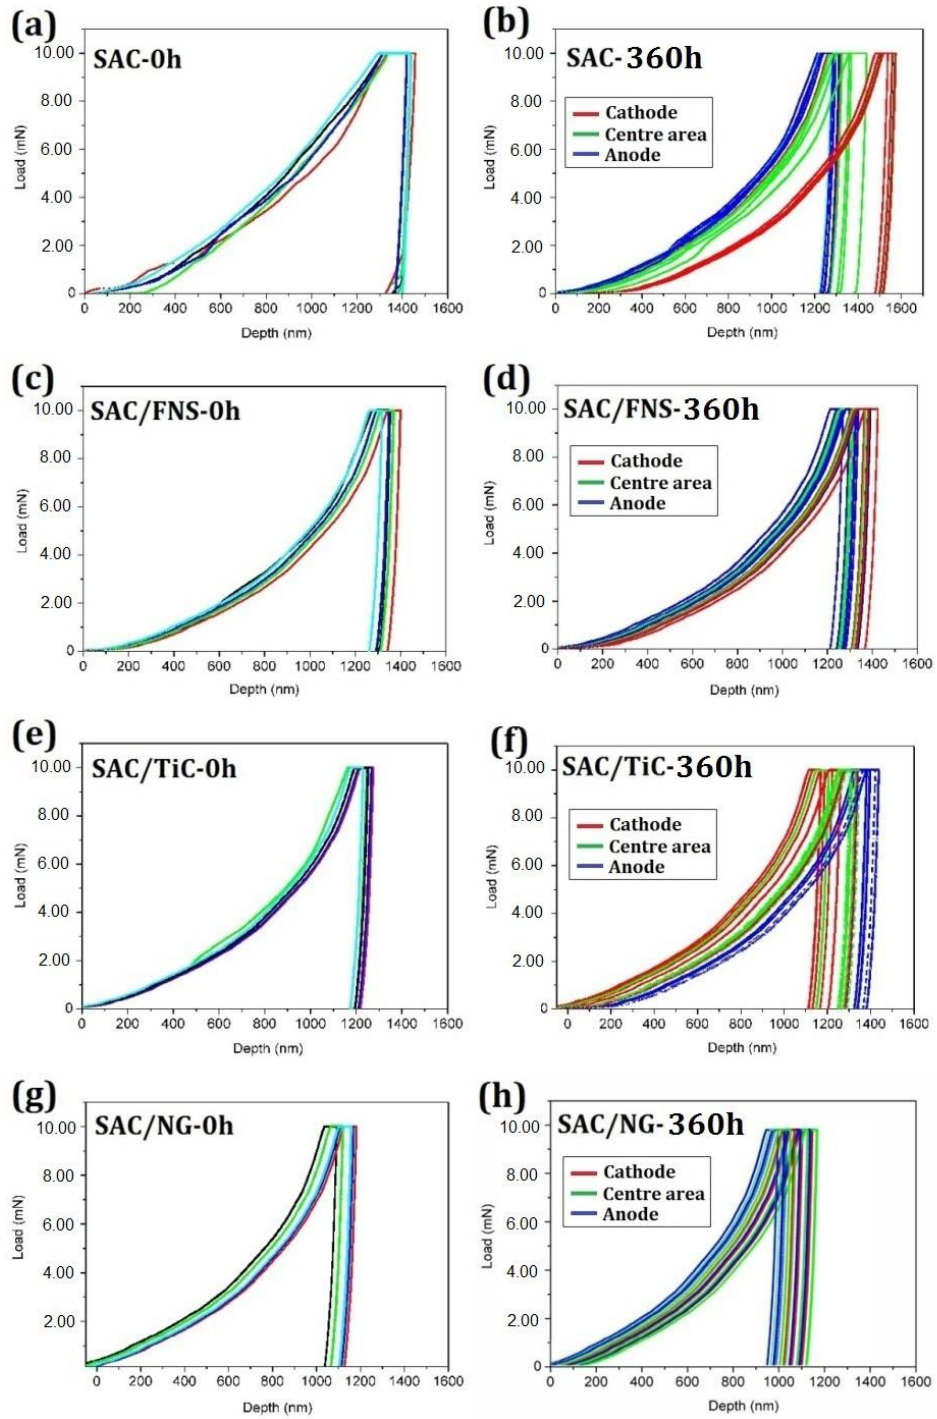 (a)
SAC-0h
10.00
8.00
6.00
4.00
2.00
0
Load (mN)
0 200 400 600 800 1000 1200 1400 1600
Depth (nm)
(b)
SAC-360h
Cathode
Centre area
Anode
10.00
8.00
6.00
4.00
2.00
0
Load (mN)
0 200 400 600 800 1000 1200 1400 1600
Depth (nm)
(c)
SAC/FNS-0h
10.00
8.00
6.00
4.00
2.00
0
Load (mN)
0 200 400 600 800 1000 1200 1400 1600
Depth (nm)
(d)
SAC/FNS-360h
Cathode
Centre area
Anode
10.00
8.00
6.00
4.00
2.00
0
Load (mN)
0 200 400 600 800 1000 1200 1400 1600
Depth (nm)
(e)
SAC/TiC-0h
10.00
8.00
6.00
4.00
2.00
0
Load (mN)
0 200 400 600 800 1000 1200 1400 1600
Depth (nm)
(f)
SAC/TiC-360h
Cathode
Centre area
Anode
10.00
8.00
6.00
4.00
2.00
0
Load (mN)
0 200 400 600 800 1000 1200 1400 1600
Depth (nm)
(g)
SAC/NG-0h
10.00
8.00
6.00
4.00
2.00
Load (mN)
0 200 400 600 800 1000 1200 1400 1600
Depth (nm)
(h)
SAC/NG-360h
Cathode
Centre area
Anode
10.00
8.00
6.00
4.00
2.00
0
Load (mN)
0 200 400 600 800 1000 1200 1400 1600
Depth (nm)